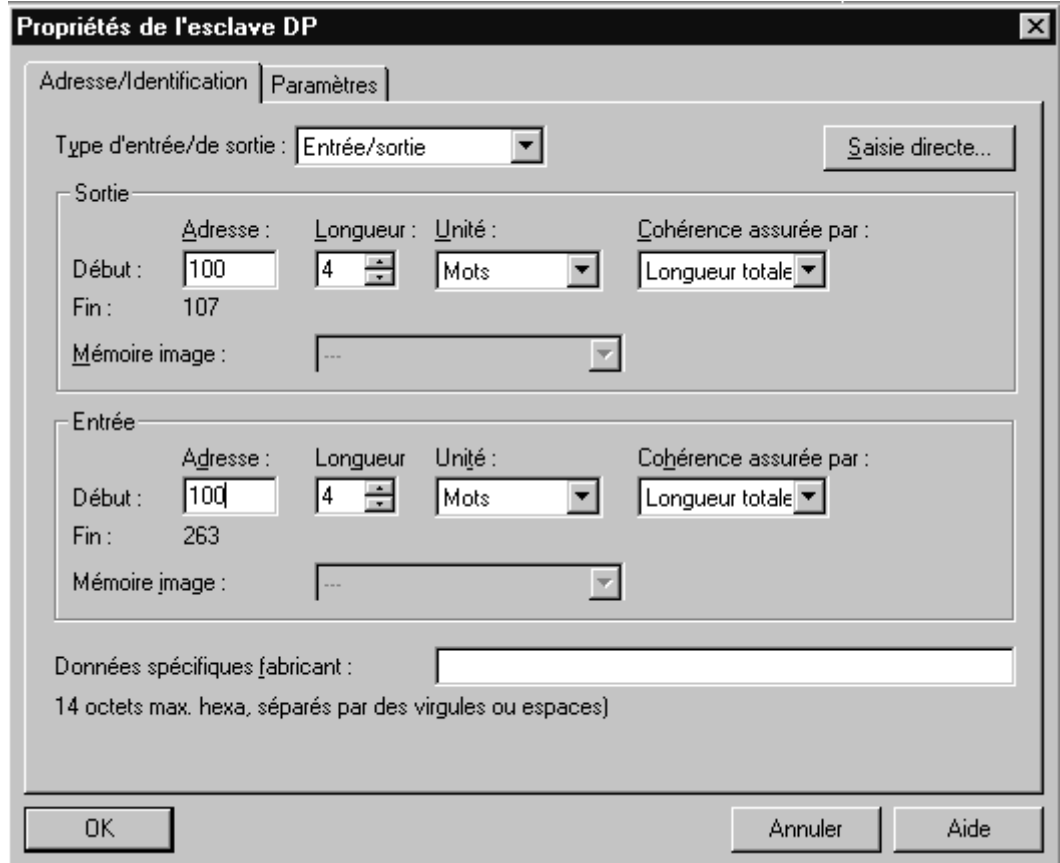 Propriétés de l'esclave DP
Adresse/Identification Paramètres
Type d'entrée/de sortie : Entrée/sortie Saisie directe...
Sortie
Adresse : Longueur : Unité : Cohérence assurée par :
Début : 100 4 Mots Longueur totale
Fin : 107
Mémoire image : ---
Entrée
Adresse : Longueur Unité : Cohérence assurée par :
Début : 100 4 Mots Longueur totale
Fin : 263
Mémoire image : ---
Données spécifiques fabricant :
14 octets max. hexa, séparés par des virgules ou espaces)
OK Annuler Aide